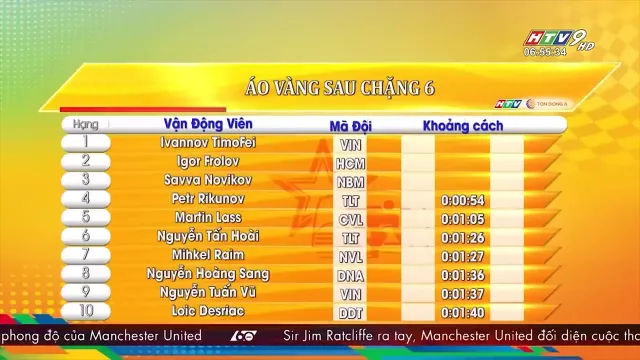 HTV9 HD
06:55:34
ÁO VÀNG SAU CHẶNG 6
HTV TON DONG A
Hạng Vận Động Viên Mã Đội Khoảng cách
1 Ivannov TimoFei VIN
2 Igor Frolov HCM
3 Savva Novikov NBM
4 Petr Rikunov TLT 0:00:54
5 Martin Lass CVL 0:01:05
6 Nguyễn Tấn Hoài TLT 0:01:26
7 Mihkel Raim NVL 0:01:27
8 Nguyễn Hoàng Sang DNA 0:01:36
9 Nguyễn Tuấn Vũ VIN 0:01:37
10 Loic Desriac DDT 0:01:40
phong độ của Manchester United 60 Sir Jim Ratcliffe ra tay, Manchester United đối diện cuộc tha